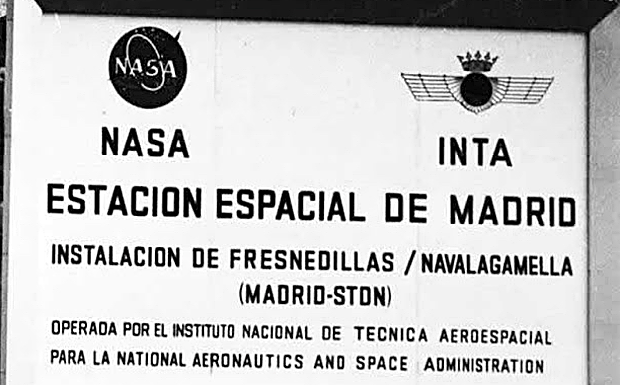 NASA
NASA INTA
ESTACION ESPACIAL DE MADRID
INSTALACION DE FRESNEDILLAS / NAVALAGAMELLA
(MADRID-STDN)
OPERADA POR EL INSTITUTO NACIONAL DE TECNICA AEROESPACIAL
PARA LA NATIONAL AERONAUTICS AND SPACE ADMINISTRATION